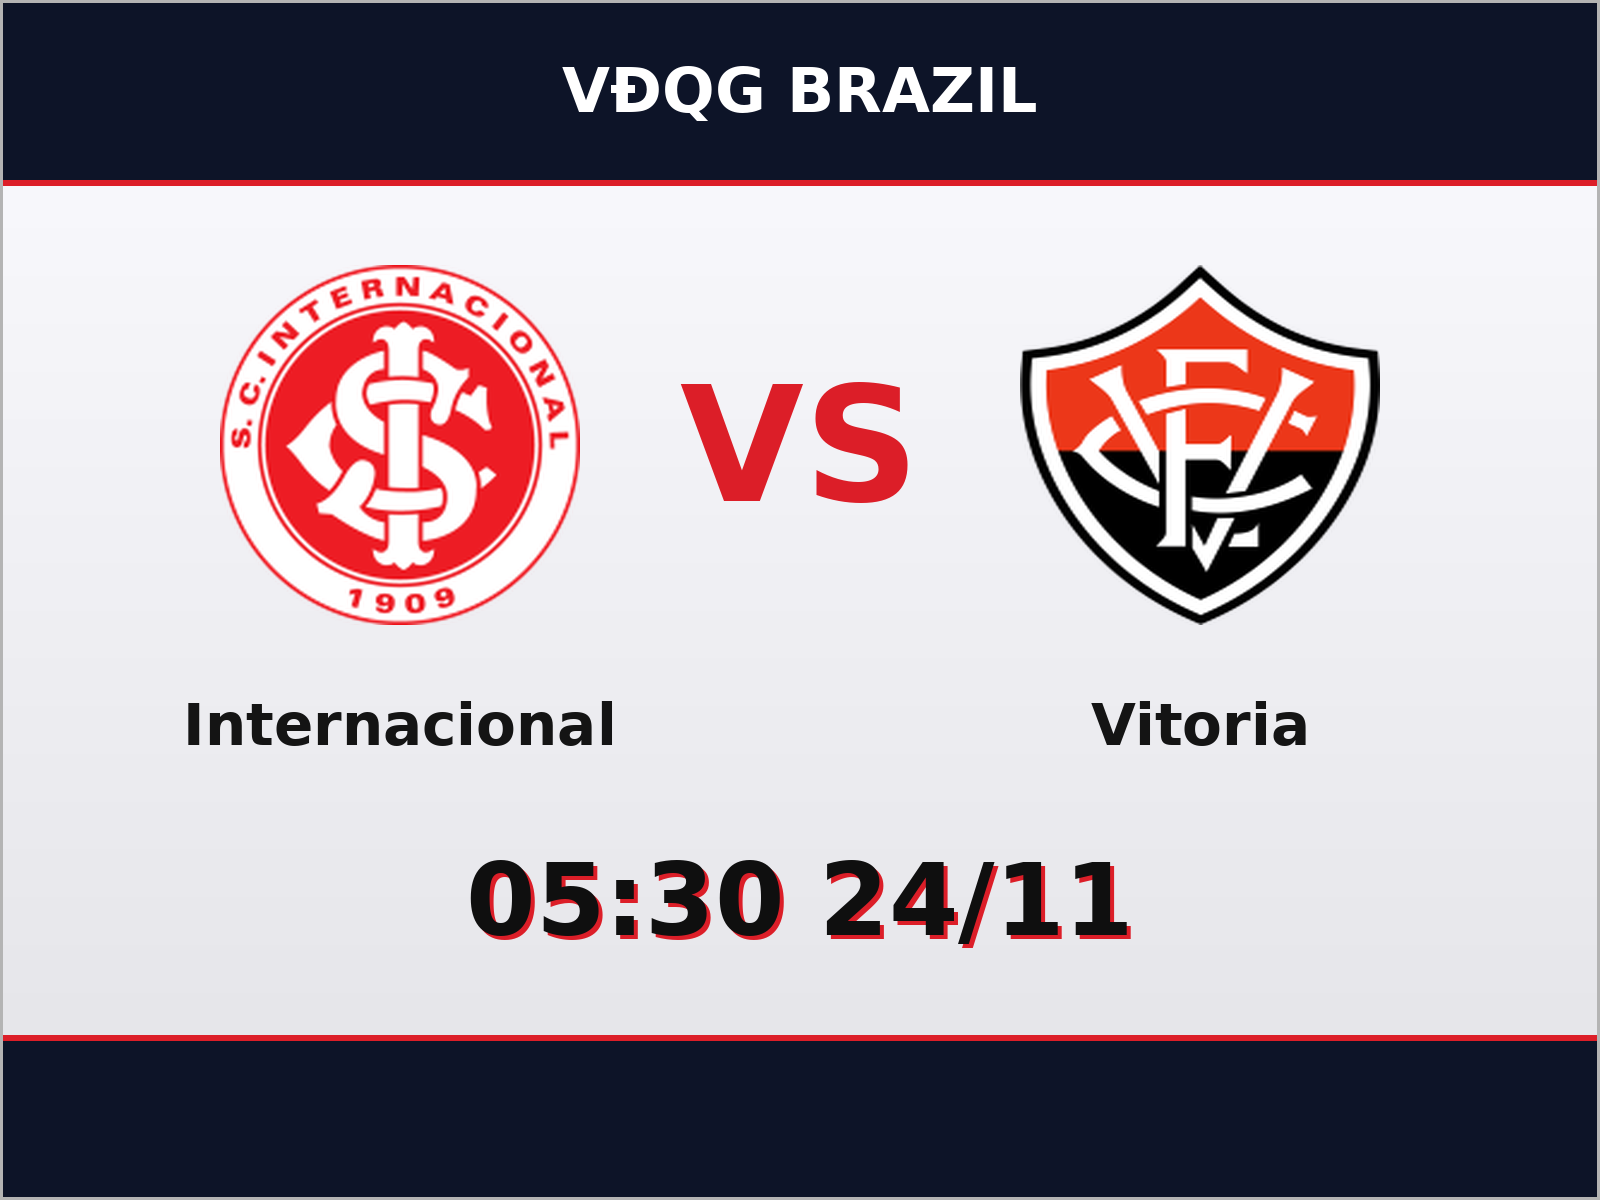 VĐQG BRAZIL
S.C.INTERNACIONAL
1909
VS
Internacional
Vitoria
05:30 24/11